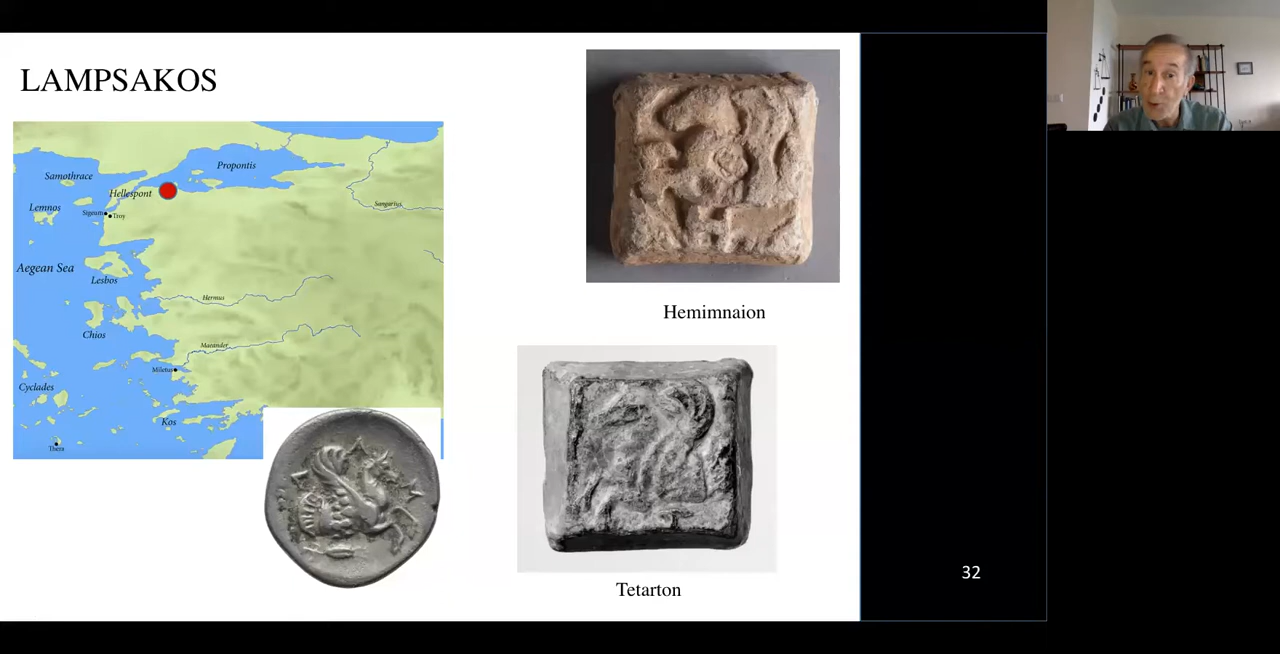 LAMPSAKOS
Propontis
Samothrace
Hellespont
Lemnos
Sigeum
Troy
Sangarius
Aegean Sea
Lesbos
Hermus
Chios
Maeander
Miletus
Cyclades
Kos
Thera
Hemimnaion
Tetarton
32